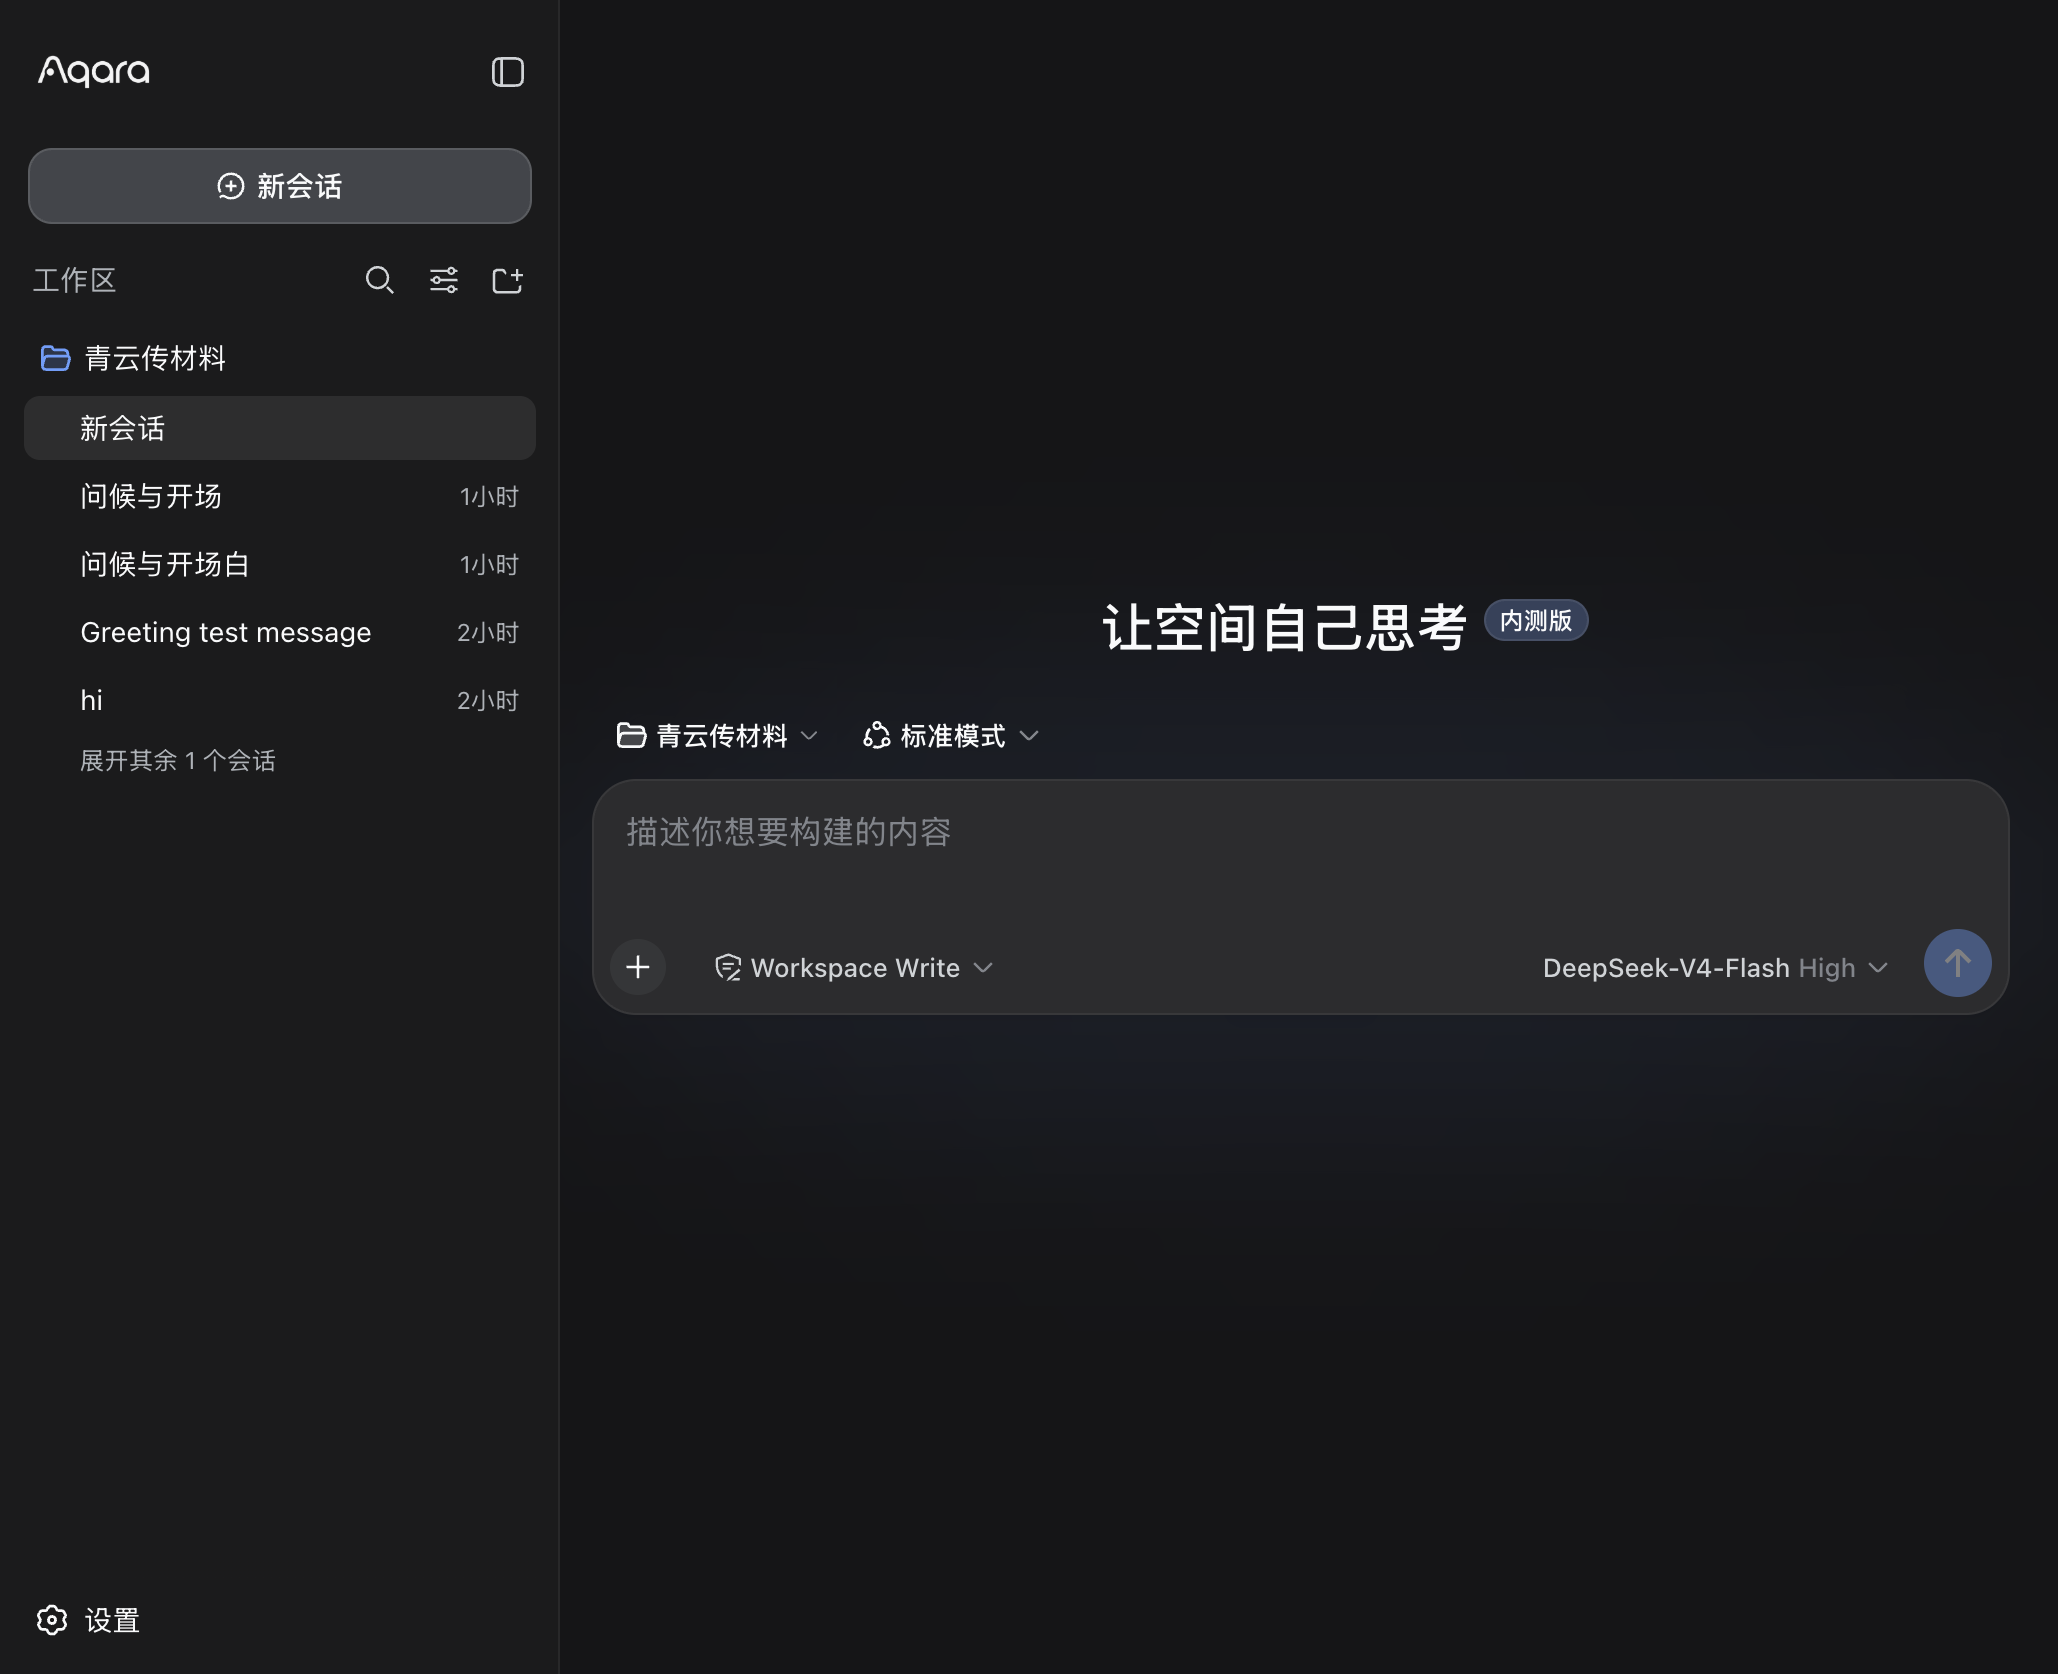 Aqara
新会话
工作区
青云传材料
新会话
问候与开场 1小时
问候与开场白 1小时
Greeting test message 2小时
hi 2小时
展开其余 1 个会话
设置
让空间自己思考 内测版
青云传材料 标准模式
描述你想要构建的内容
Workspace Write DeepSeek-V4-Flash High